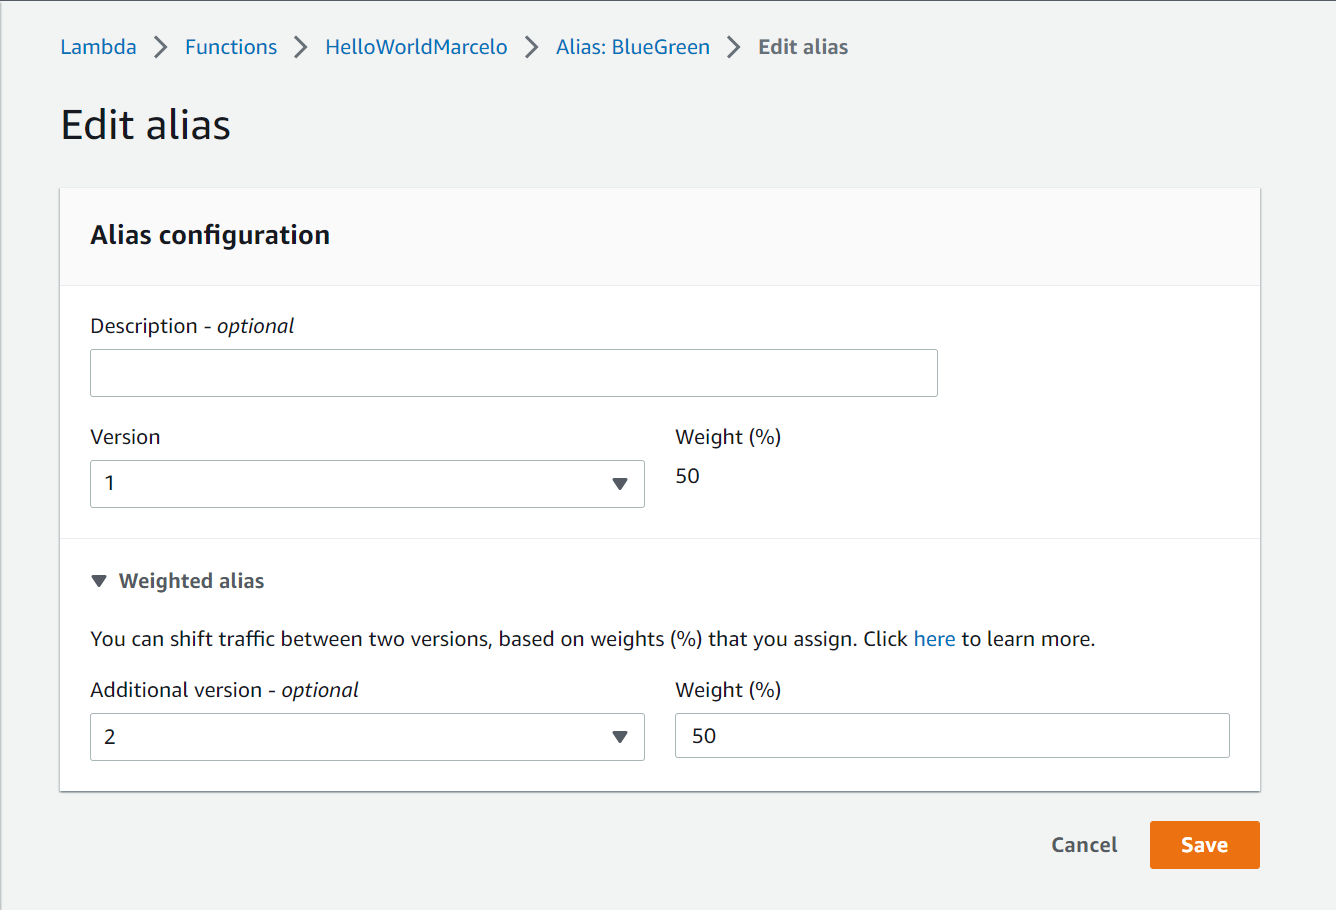 Lambda > Functions > HelloWorldMarcelo > Alias: BlueGreen > Edit alias
Edit alias
Alias configuration
Description - optional
Version Weight (%)
1 50
Weighted alias
You can shift traffic between two versions, based on weights (%) that you assign. Click here to learn more.
Additional version - optional Weight (%)
2 50
Cancel Save